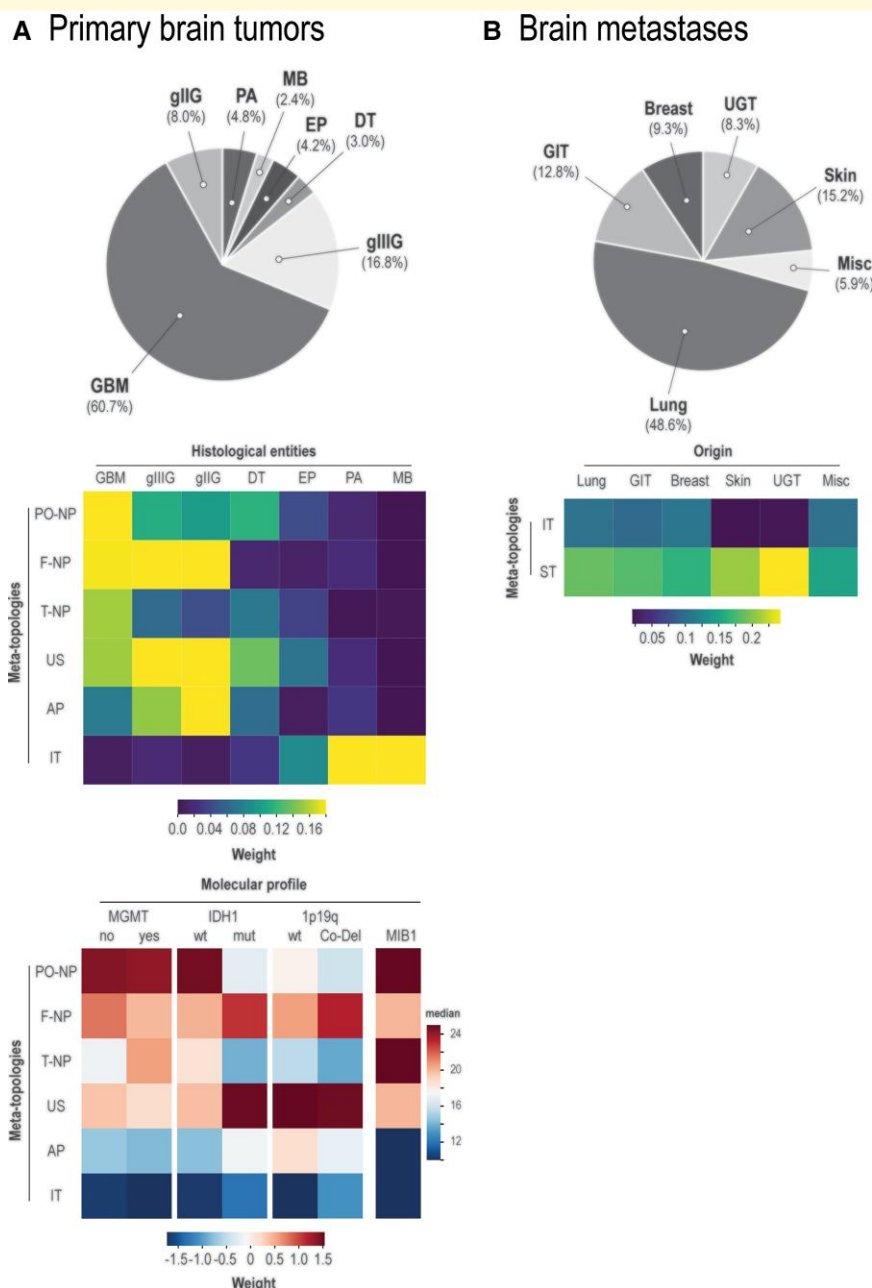 A Primary brain tumors
gIIG
(8.0%)
PA
(4.8%)
MB
(2.4%)
EP
(4.2%)
DT
(3.0%)
gIIIG
(16.8%)
GBM
(60.7%)
Histological entities
GBM gIIIG gIIG DT EP PA MB
Meta-topologies
PO-NP
F-NP
T-NP
US
AP
IT
0.0 0.04 0.08 0.12 0.16
Weight
Molecular profile
MGMT IDH1 1p19q
no yes wt mut wt Co-Del MIB1
Meta-topologies
PO-NP
F-NP
T-NP
US
AP
IT
median
24
20
16
12
-1.5 -1.0 -0.5 0 0.5 1.0 1.5
Weight
B Brain metastases
GIT
(12.8%)
Breast
(9.3%)
UGT
(8.3%)
Skin
(15.2%)
Misc
(5.9%)
Lung
(48.6%)
Origin
Lung GIT Breast Skin UGT Misc
Meta-topologies
IT
ST
0.05 0.1 0.15 0.2
Weight